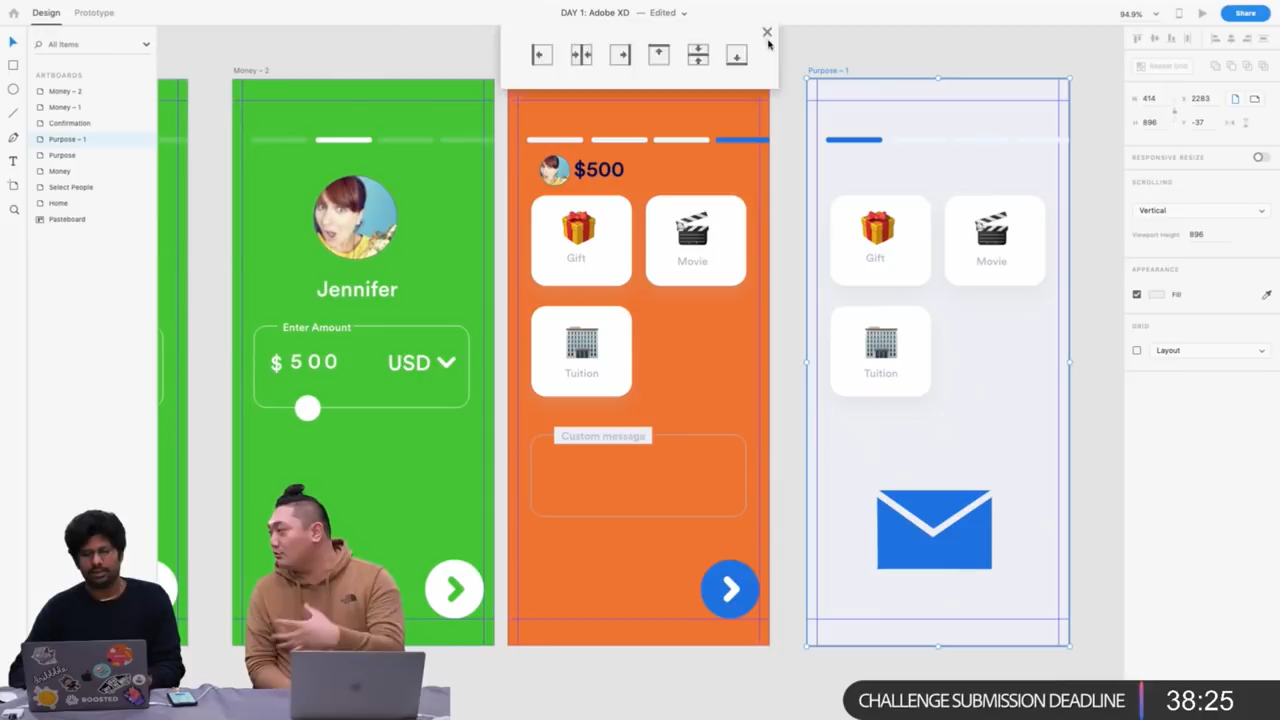 Design
Prototype
DAY 1: Adobe XD — Edited
94.9%
Share
All Items
ARTBOARDS
Money – 2
Money – 1
Confirmation
Purpose – 1
Purpose
Money
Select People
Home
Pasteboard
Money – 2
Jennifer
Enter Amount
$ 500
USD
$500
Gift
Movie
Tuition
Custom message
Purpose – 1
Gift
Movie
Tuition
Repeat Grid
W 414
X 2283
H 896
Y -37
RESPONSIVE RESIZE
SCROLLING
Vertical
Viewport Height 896
APPEARANCE
Fill
GRID
Layout
BOOSTED
CHALLENGE SUBMISSION DEADLINE
38:25